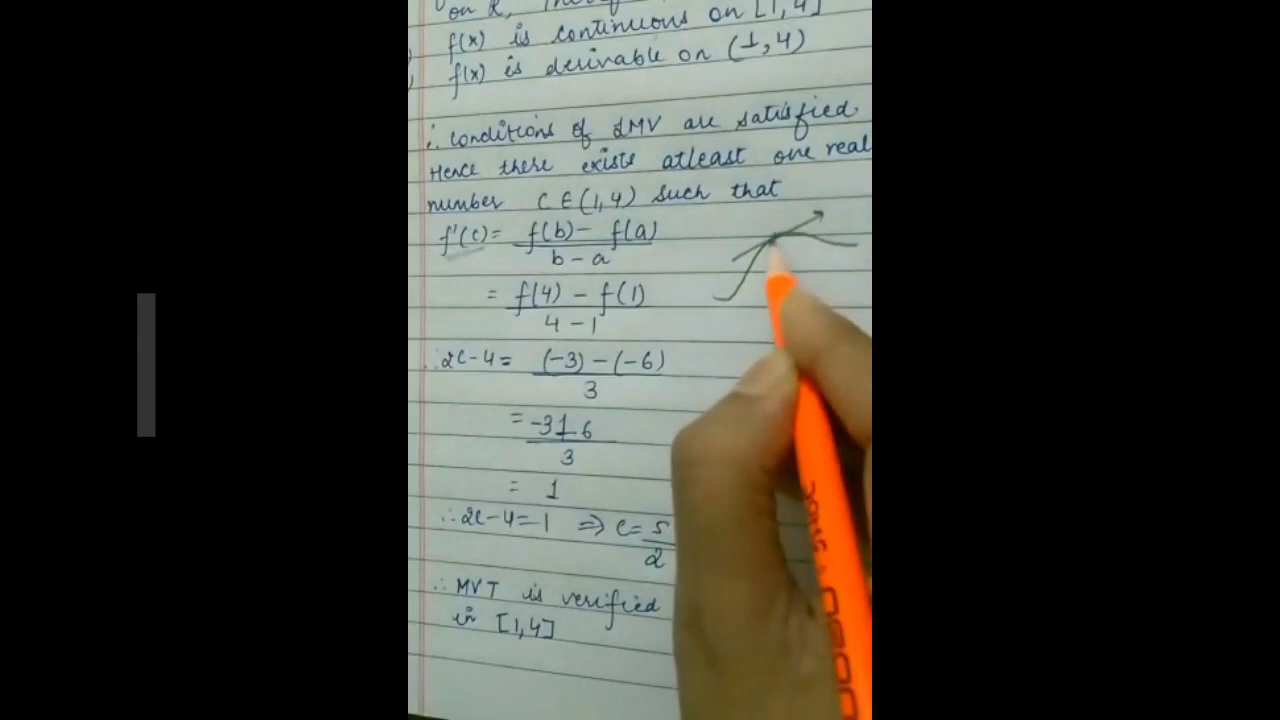 on R,
f(x) is continuous on [1,4]
f(x) is derivable on (1,4)
∴ conditions of LMV are satisfied.
Hence there exists atleast one real
number C ∈ (1,4) such that
f'(c) = f(b) - f(a) / b - a
= f(4) - f(1) / 4 - 1
∴ 2c - 4 = (-3) - (-6) / 3
= -3 + 6 / 3
= 1
∴ 2c - 4 = 1 ⇒ c = 5/2
∴ MVT is verified
in [1,4]